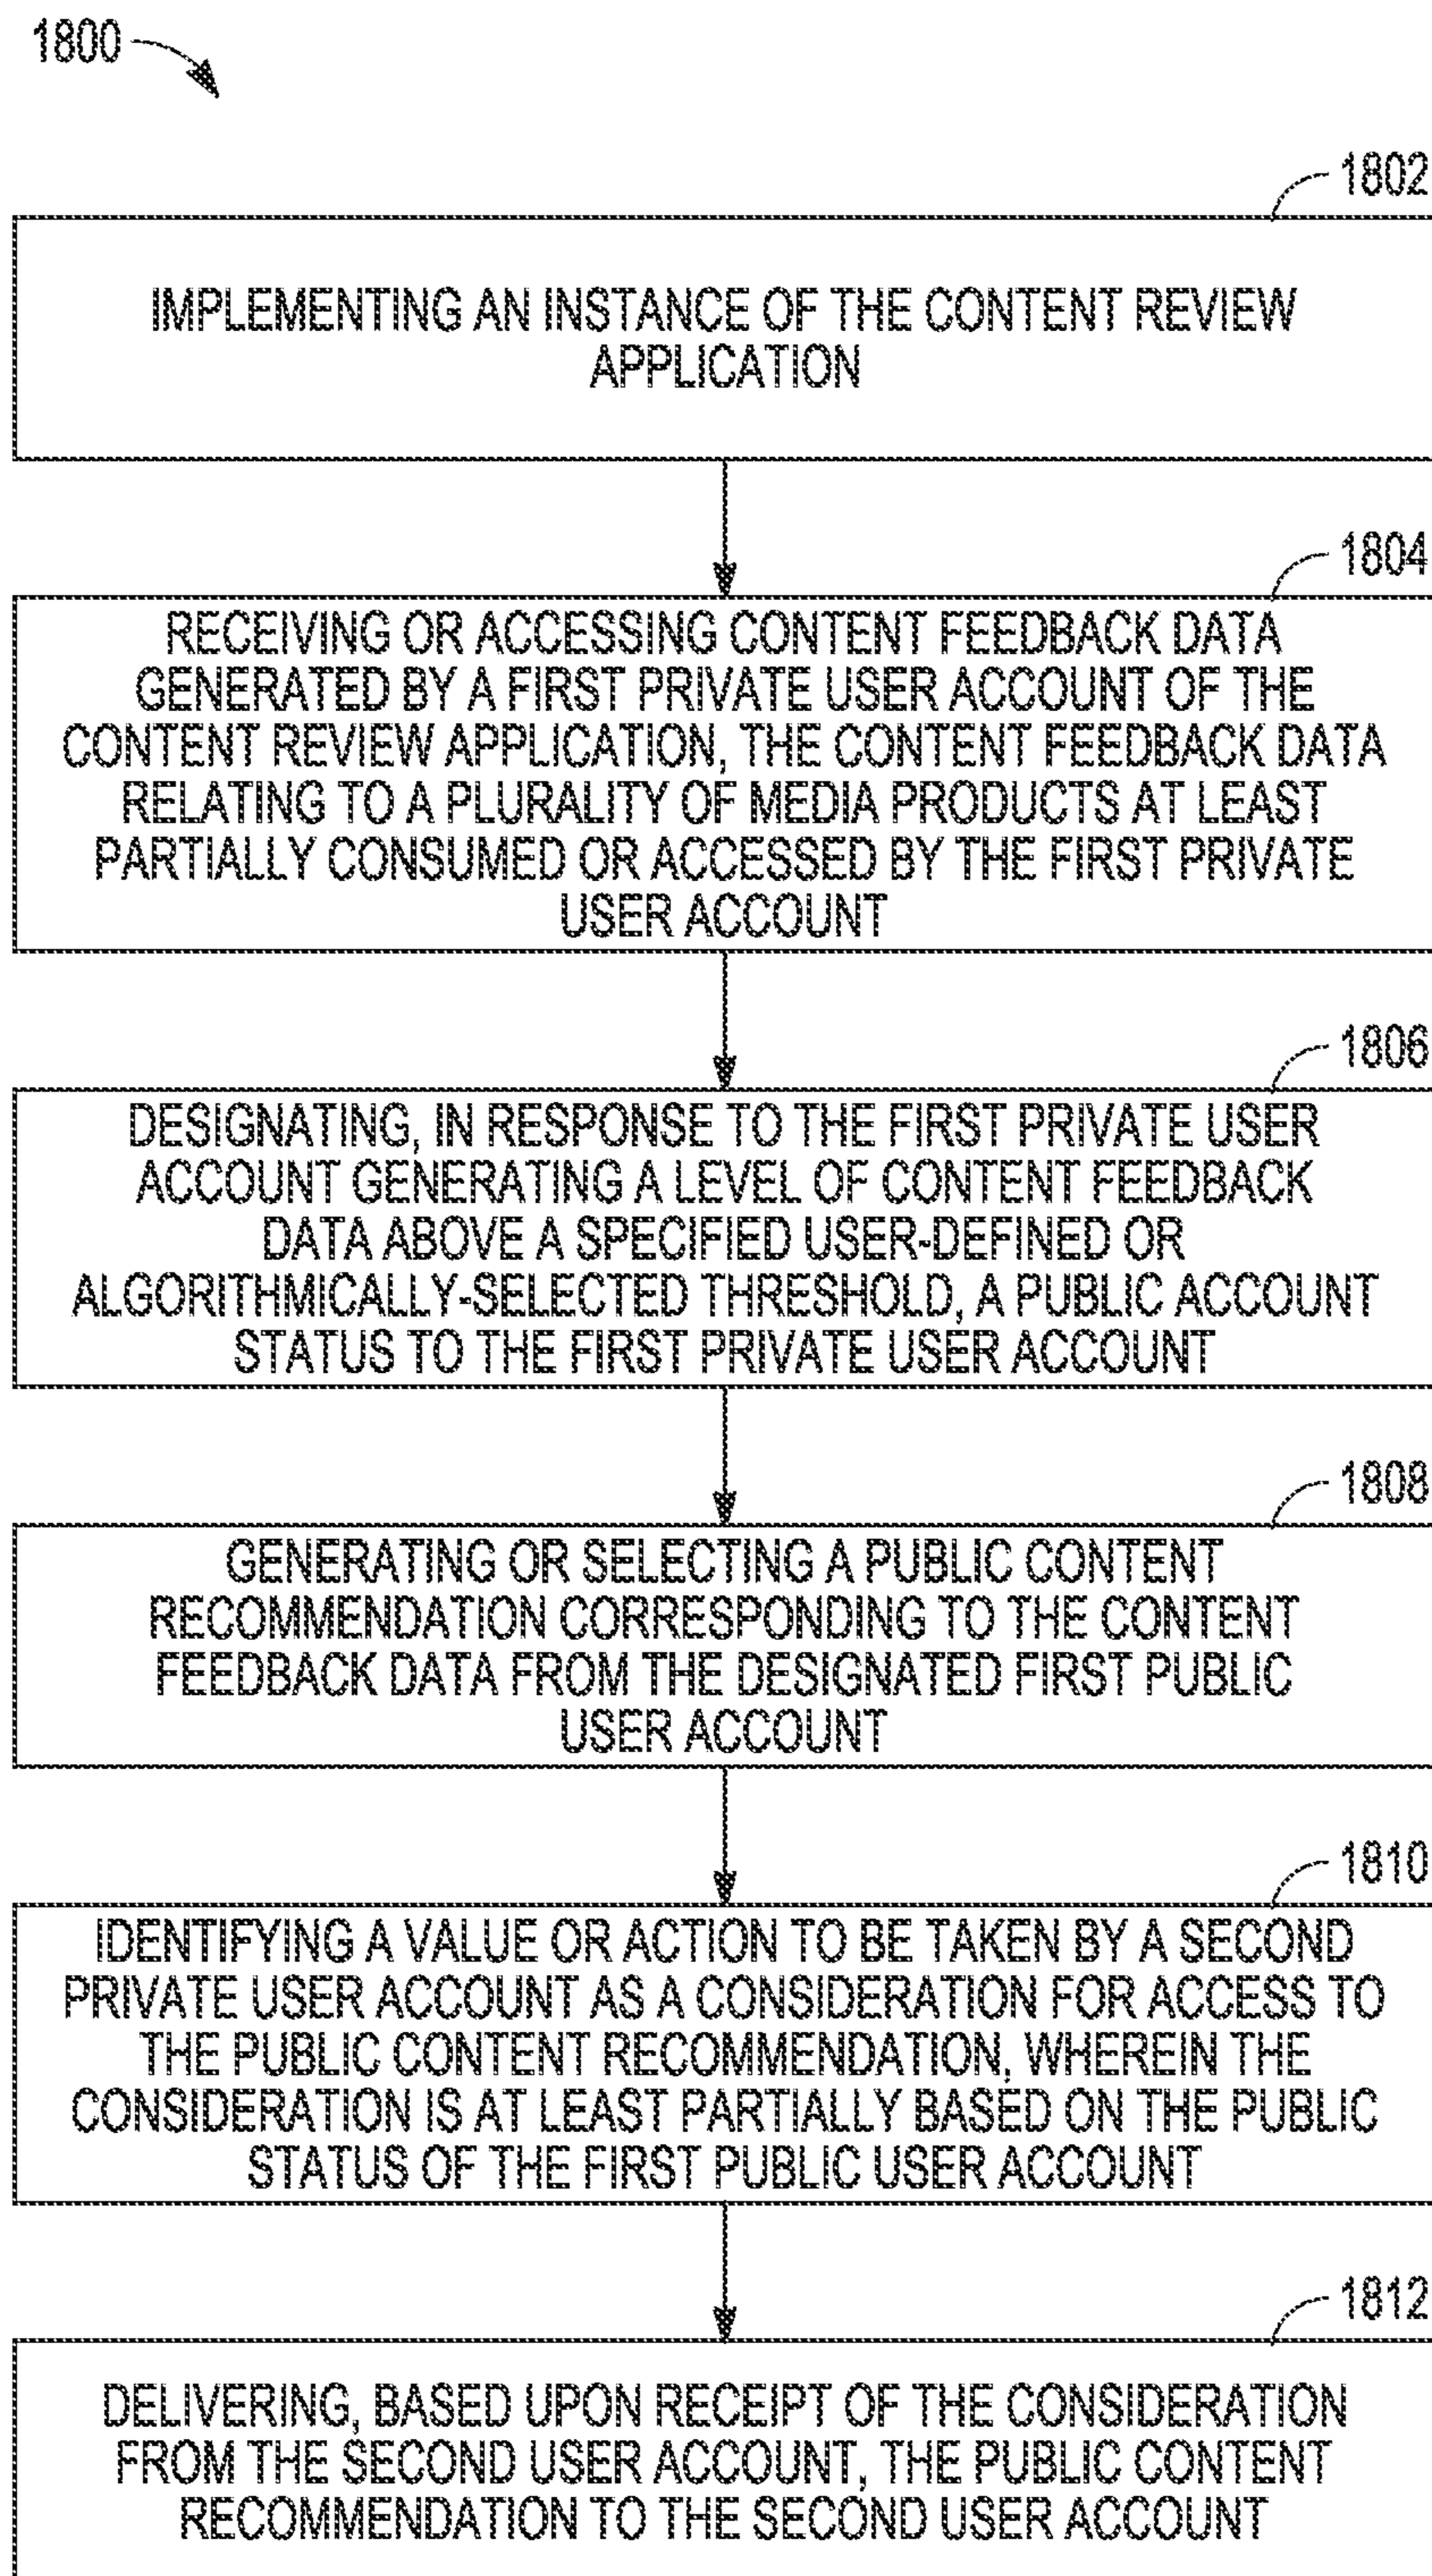 1800
1802
IMPLEMENTING AN INSTANCE OF THE CONTENT REVIEW
APPLICATION
1804
RECEIVING OR ACCESSING CONTENT FEEDBACK DATA
GENERATED BY A FIRST PRIVATE USER ACCOUNT OF THE
CONTENT REVIEW APPLICATION, THE CONTENT FEEDBACK DATA
RELATING TO A PLURALITY OF MEDIA PRODUCTS AT LEAST
PARTIALLY CONSUMED OR ACCESSED BY THE FIRST PRIVATE
USER ACCOUNT
1806
DESIGNATING, IN RESPONSE TO THE FIRST PRIVATE USER
ACCOUNT GENERATING A LEVEL OF CONTENT FEEDBACK
DATA ABOVE A SPECIFIED USER-DEFINED OR
ALGORITHMICALLY-SELECTED THRESHOLD, A PUBLIC ACCOUNT
STATUS TO THE FIRST PRIVATE USER ACCOUNT
1808
GENERATING OR SELECTING A PUBLIC CONTENT
RECOMMENDATION CORRESPONDING TO THE CONTENT
FEEDBACK DATA FROM THE DESIGNATED FIRST PUBLIC
USER ACCOUNT
1810
IDENTIFYING A VALUE OR ACTION TO BE TAKEN BY A SECOND
PRIVATE USER ACCOUNT AS A CONSIDERATION FOR ACCESS TO
THE PUBLIC CONTENT RECOMMENDATION, WHEREIN THE
CONSIDERATION IS AT LEAST PARTIALLY BASED ON THE PUBLIC
STATUS OF THE FIRST PUBLIC USER ACCOUNT
1812
DELIVERING, BASED UPON RECEIPT OF THE CONSIDERATION
FROM THE SECOND USER ACCOUNT, THE PUBLIC CONTENT
RECOMMENDATION TO THE SECOND USER ACCOUNT